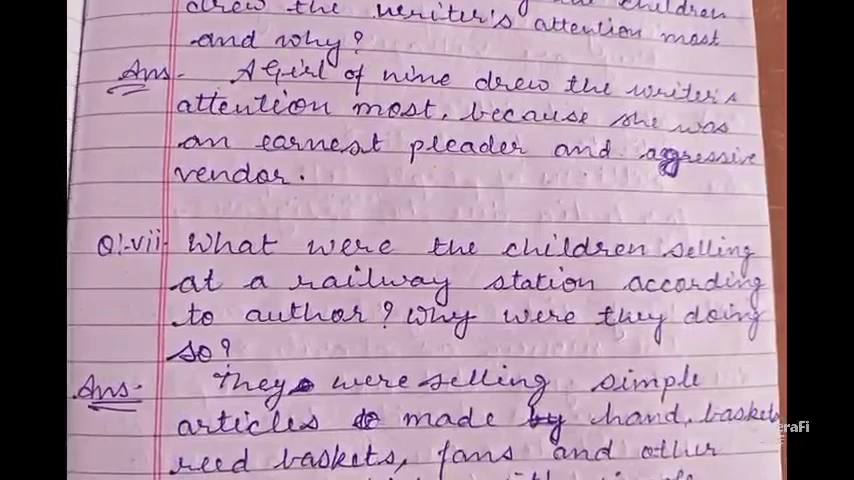 drew the writer's attention most
and why?
Ans- A Girl of nine drew the writer's
attention most, because she was
an earnest pleader and aggressive
vendor.
Q:-vii What were the children selling
at a railway station according
to author? Why were they doing
so?
Ans- They were selling simple
articles made by hand, baskets
reed baskets, fans and other
eraFi